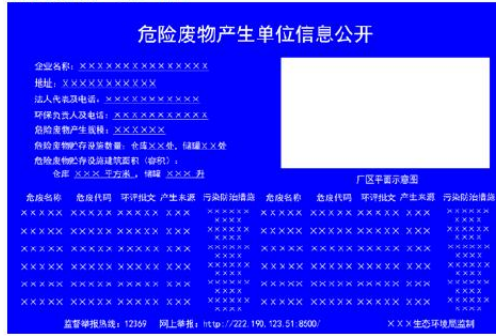 危险废物产生单位信息公开
企业名称：×××××××××××××××
地址：×××××××××××
法人代表及电话：×××××××××××
环保负责人及电话：×××××××××××
危险废物产生规模：××××××
危险废物贮存设施数量：仓库××处，储罐××处
危险废物贮存设施建筑面积（容积）：
仓库 ××× 平方米，储罐 ××× 升
厂区平面示意图
危废名称 危废代码 环评批文 产生来源 污染防治措施 危废名称 危废代码 环评批文 产生来源 污染防治措施
××××× ××××× ××××× ××× ××××××××× ××××× ××××× ××××× ××× ×××××××××
××××× ××××× ××××× ××× ××××××××× ××××× ××××× ××××× ××× ×××××××××
××××× ××××× ××××× ××× ××××××××× ××××× ××××× ××××× ××× ×××××××××
××××× ××××× ××××× ××× ××××××××× ××××× ××××× ××××× ××× ×××××××××
××××× ××××× ××××× ××× ××××××××× ××××× ××××× ××××× ××× ×××××××××
××××× ××××× ××××× ××× ××××××××× ××××× ××××× ××××× ××× ×××××××××
监督举报热线：12369 网上举报：http://222.190.123.51:8500/ ×××生态环境局监制